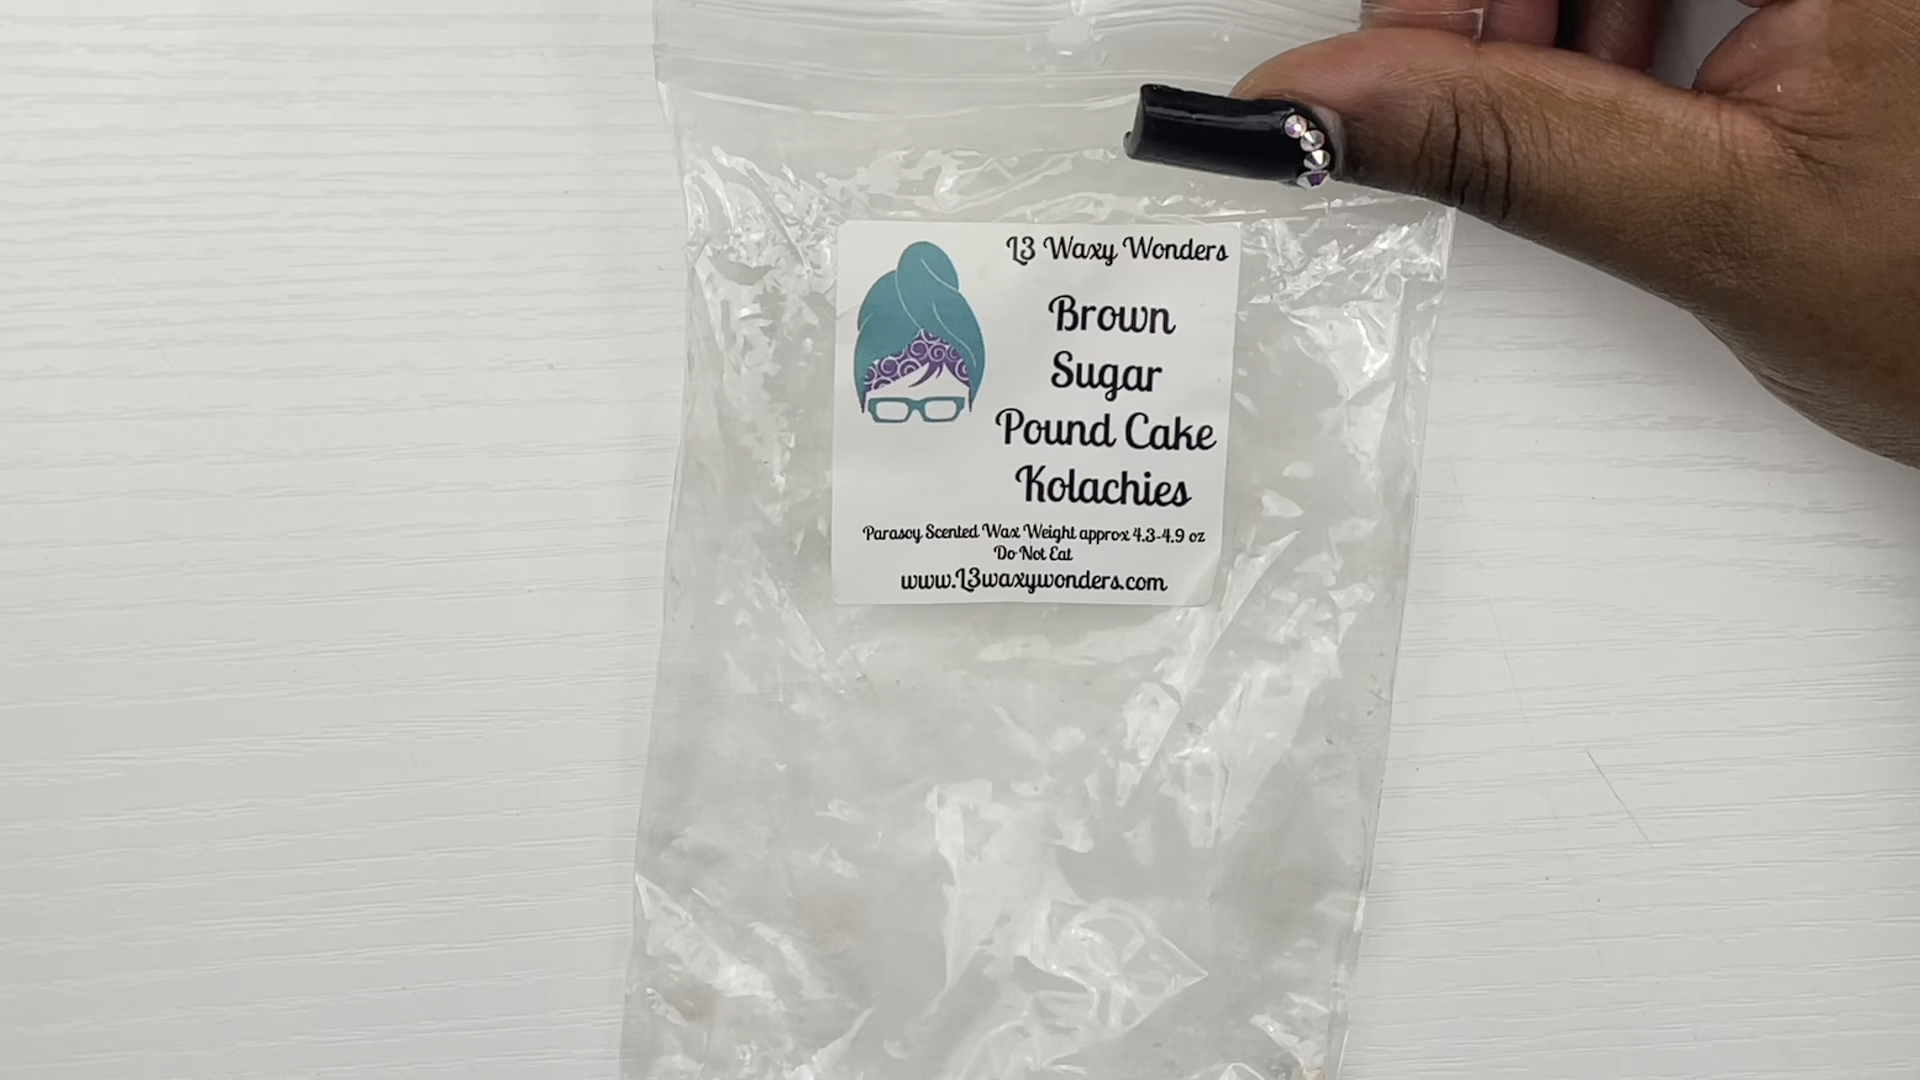 L3 Waxy Wonders
Brown
Sugar
Pound Cake
Kolachies
Parasoy Scented Wax Weight approx 4.3-4.9 oz
Do Not Eat
www.L3waxywonders.com